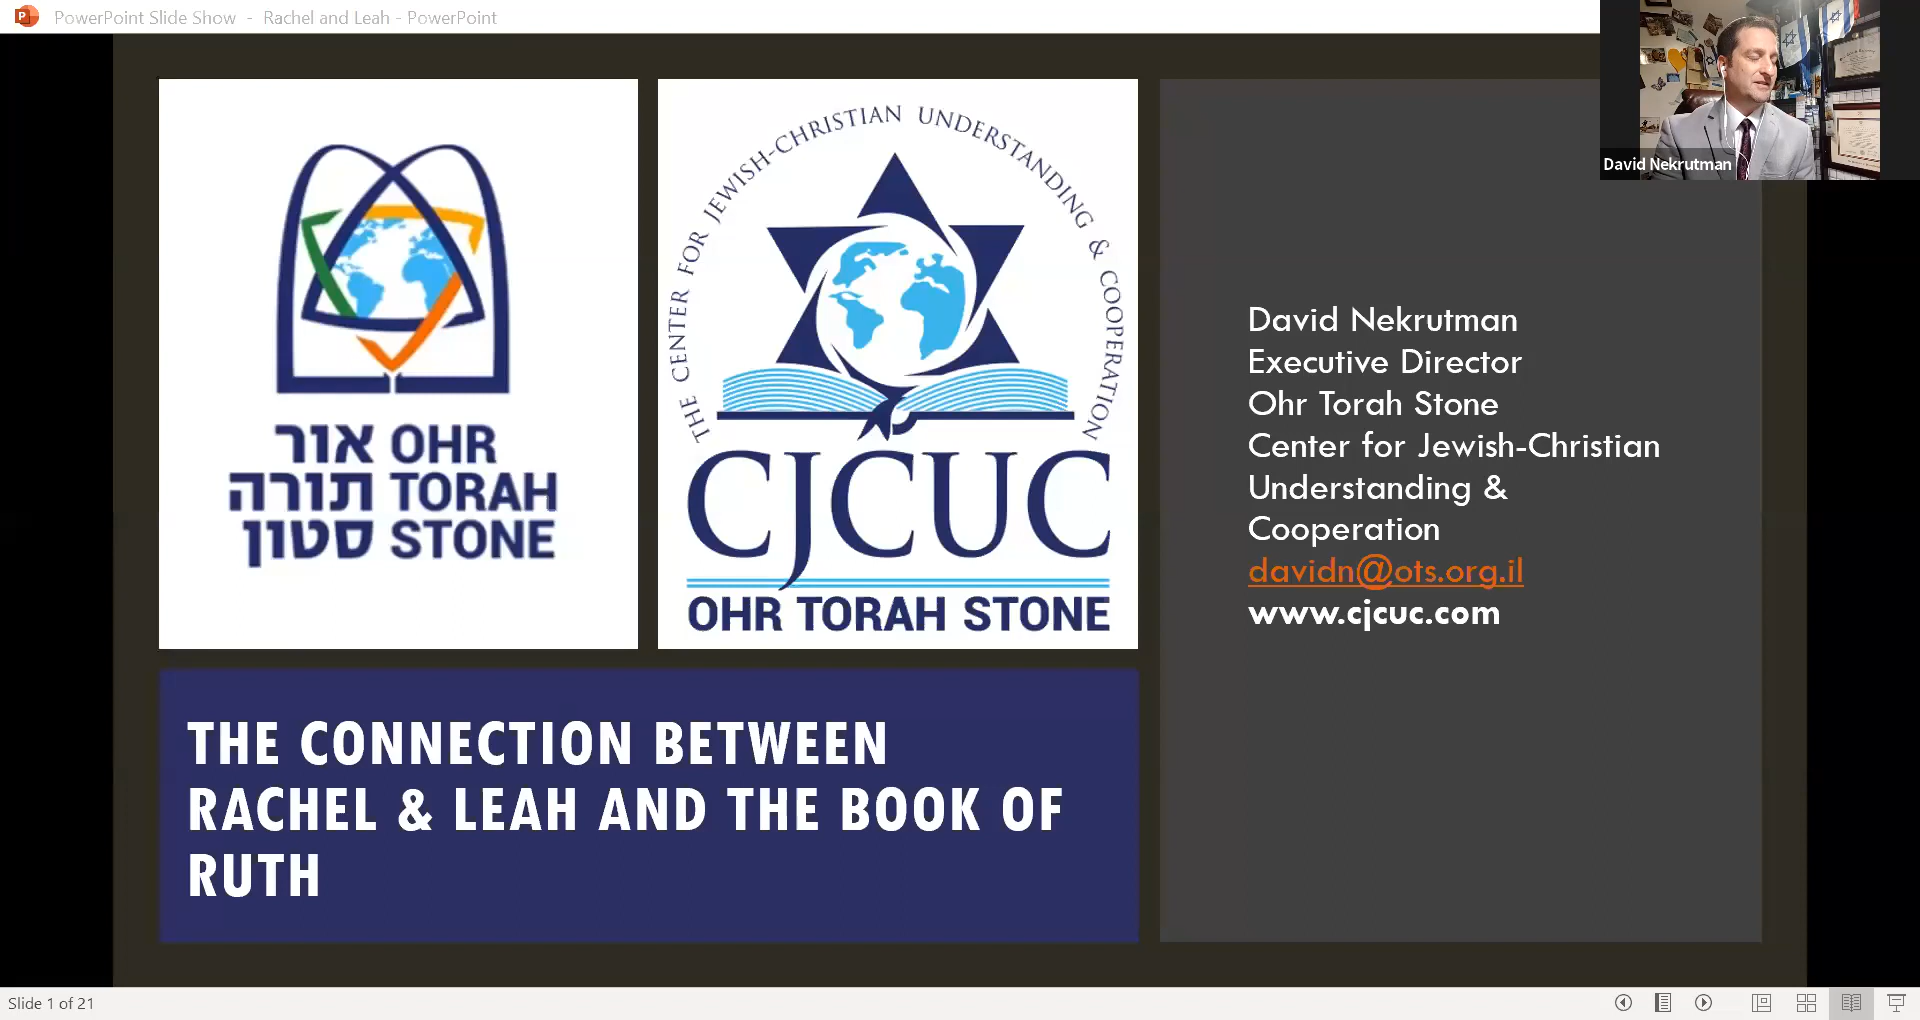 PowerPoint Slide Show - Rachel and Leah - PowerPoint
David Nekrutman
אור OHR
תורה TORAH
סטון STONE
THE CENTER FOR JEWISH-CHRISTIAN UNDERSTANDING & COOPERATION
CJCUC
OHR TORAH STONE
David Nekrutman
Executive Director
Ohr Torah Stone
Center for Jewish-Christian
Understanding &
Cooperation
davidn@ots.org.il
www.cjcuc.com
THE CONNECTION BETWEEN
RACHEL & LEAH AND THE BOOK OF
RUTH
Slide 1 of 21